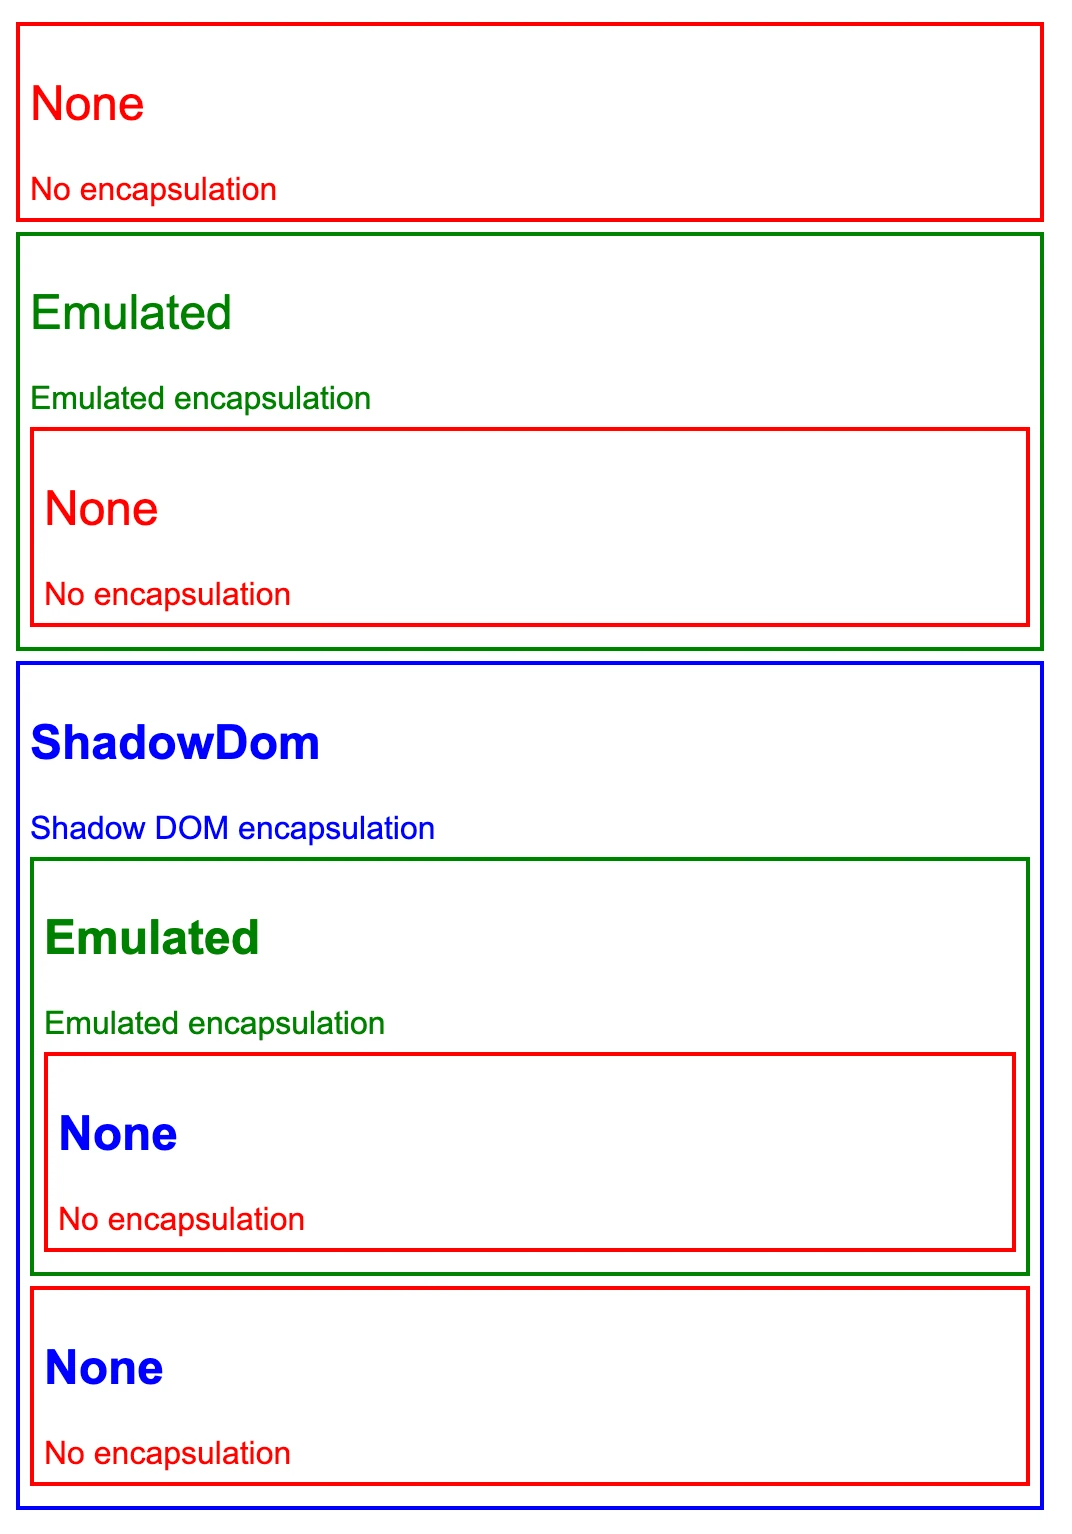 None
No encapsulation
Emulated
Emulated encapsulation
None
No encapsulation
ShadowDom
Shadow DOM encapsulation
Emulated
Emulated encapsulation
None
No encapsulation
None
No encapsulation